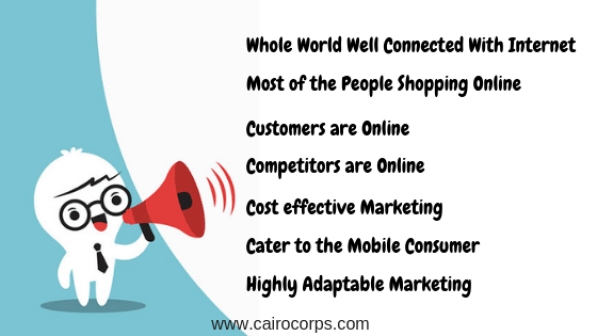 Whole World Well Connected With Internet
Most of the People Shopping Online
Customers are Online
Competitors are Online
Cost effective Marketing
Cater to the Mobile Consumer
Highly Adaptable Marketing
www.cairocorps.com